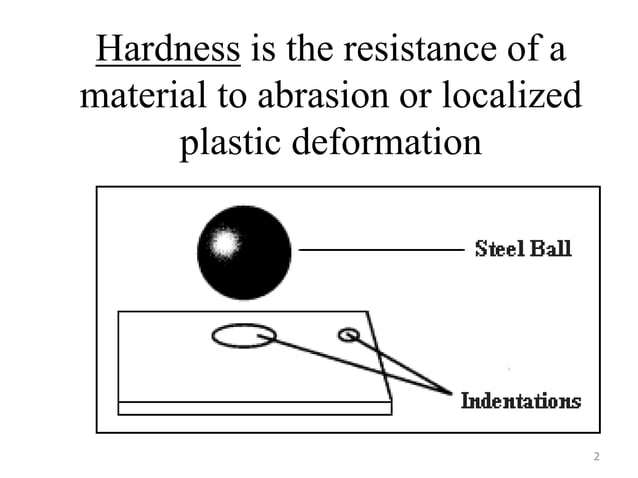 Hardness is the resistance of a
material to abrasion or localized
plastic deformation
Steel Ball
Indentations
2